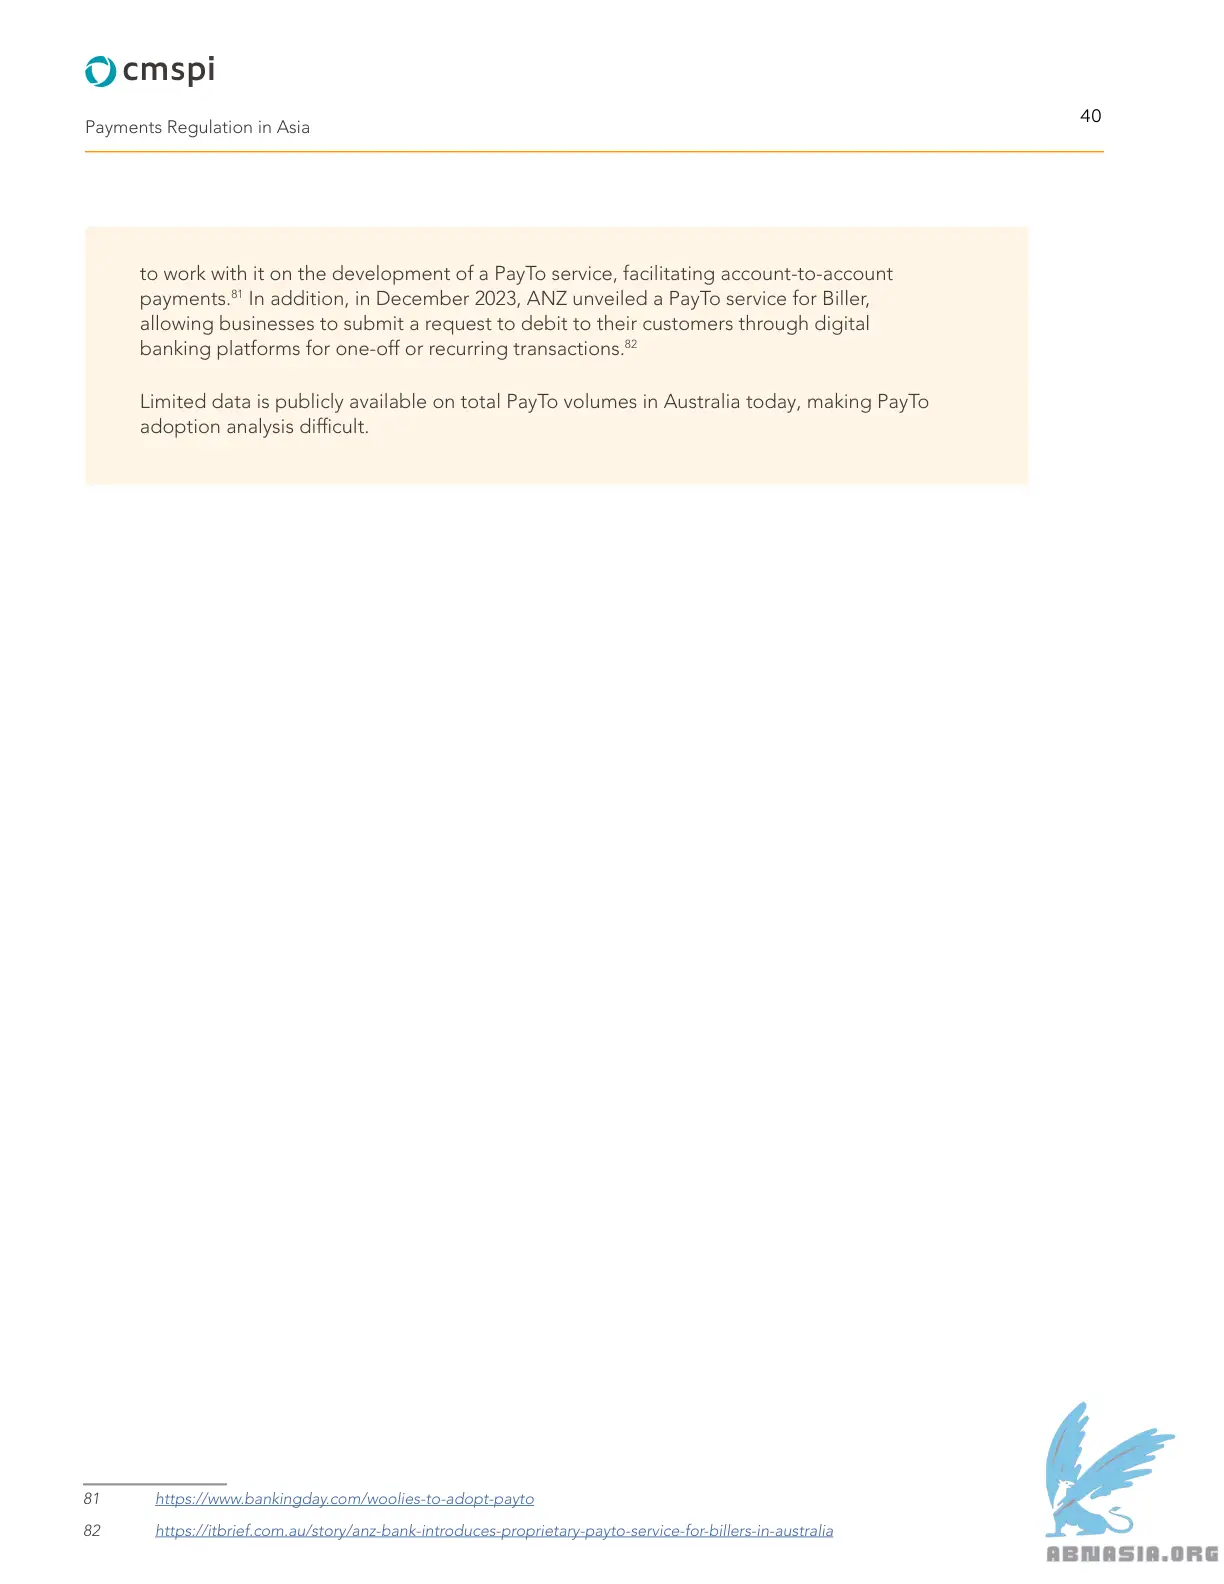 cmspi
Payments Regulation in Asia
40
to work with it on the development of a PayTo service, facilitating account-to-account
payments.81 In addition, in December 2023, ANZ unveiled a PayTo service for Biller,
allowing businesses to submit a request to debit to their customers through digital
banking platforms for one-off or recurring transactions.82
Limited data is publicly available on total PayTo volumes in Australia today, making PayTo
adoption analysis difficult.
81 https://www.bankingday.com/woolies-to-adopt-payto
82 https://itbrief.com.au/story/anz-bank-introduces-proprietary-payto-service-for-billers-in-australia
ABNASIA.ORG